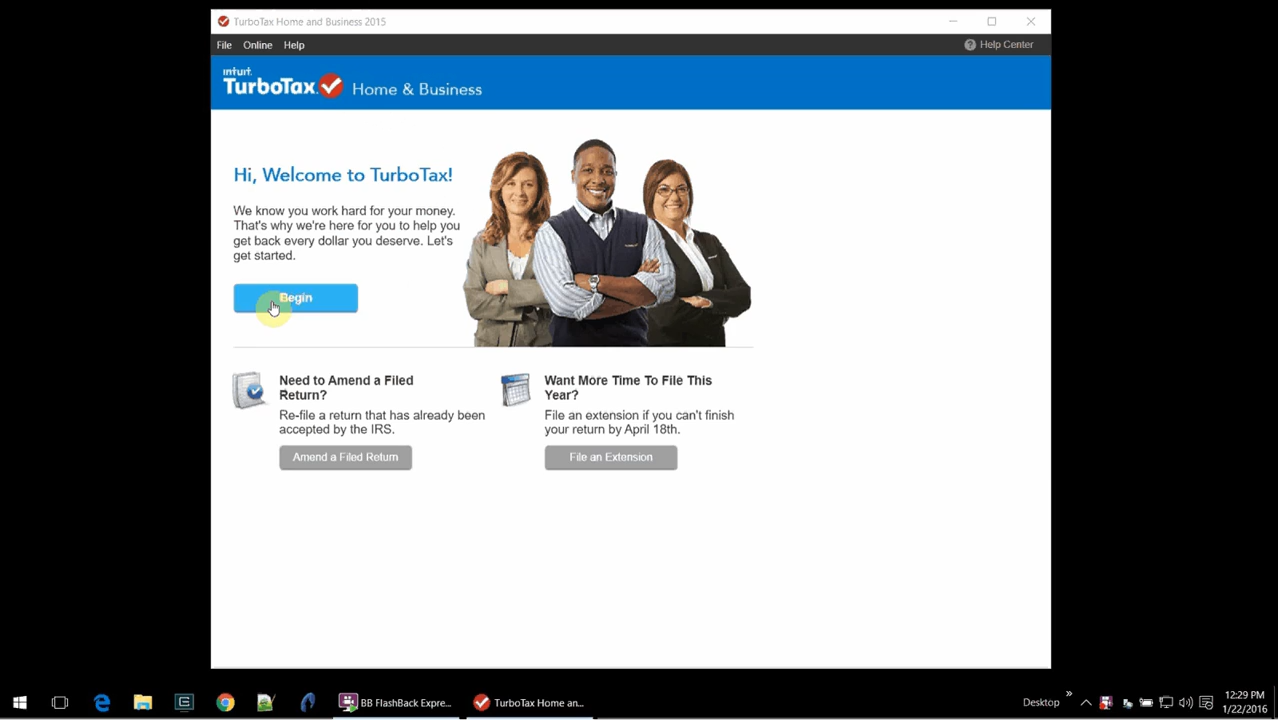 TurboTax Home and Business 2015
File Online Help
Help Center
intuit.
TurboTax Home & Business
Hi, Welcome to TurboTax!
We know you work hard for your money.
That's why we're here for you to help you
get back every dollar you deserve. Let's
get started.
Begin
Need to Amend a Filed
Return?
Re-file a return that has already been
accepted by the IRS.
Amend a Filed Return
Want More Time To File This
Year?
File an extension if you can't finish
your return by April 18th.
File an Extension
BB FlashBack Expre...
TurboTax Home an...
Desktop
12:29 PM
1/22/2016